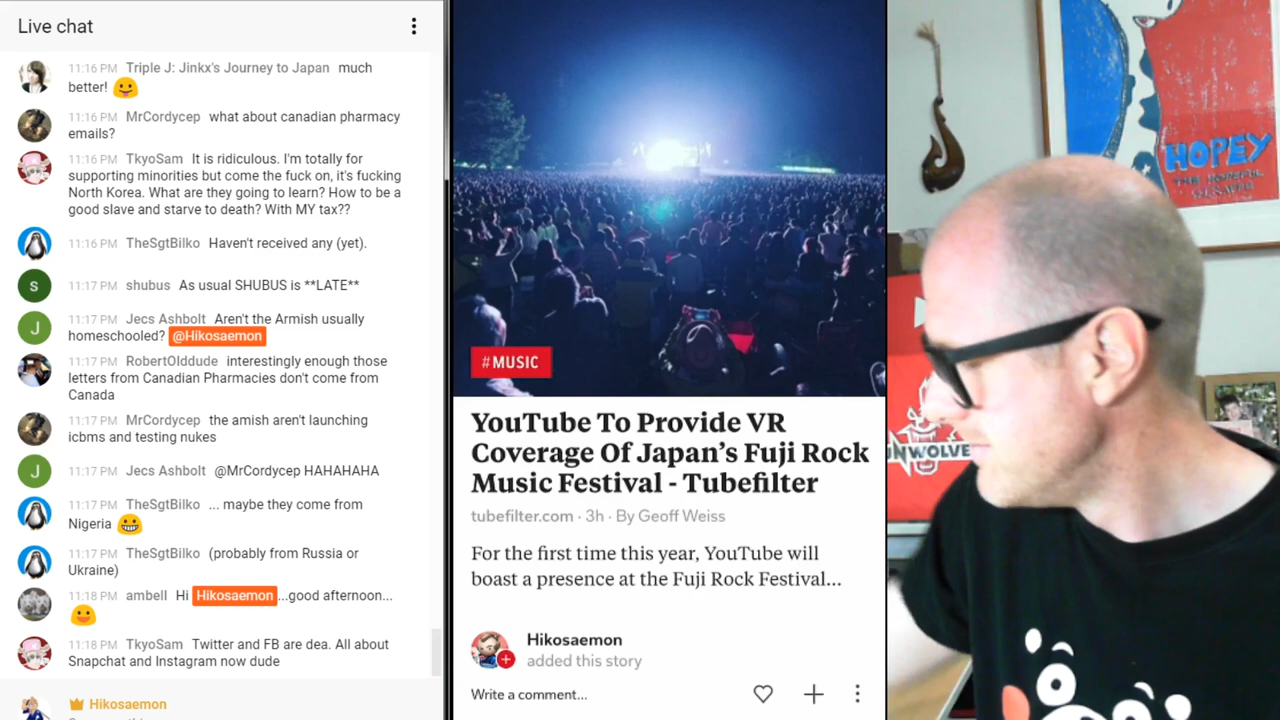 Live chat
11:16 PM Triple J: Jinkx's Journey to Japan much
better!
11:16 PM MrCordycep what about canadian pharmacy
emails?
11:16 PM TkyoSam It is ridiculous. I'm totally for
supporting minorities but come the fuck on, it's fucking
North Korea. What are they going to learn? How to be a
good slave and starve to death? With MY tax??
11:16 PM TheSgtBilko Haven't received any (yet).
s
11:17 PM shubus As usual SHUBUS is **LATE**
J
11:17 PM Jecs Ashbolt Aren't the Armish usually
homeschooled? @Hikosaemon
11:17 PM RobertOlddude interestingly enough those
letters from Canadian Pharmacies don't come from
Canada
11:17 PM MrCordycep the amish aren't launching
icbms and testing nukes
J
11:17 PM Jecs Ashbolt @MrCordycep HAHAHAHA
11:17 PM TheSgtBilko ... maybe they come from
Nigeria
11:17 PM TheSgtBilko (probably from Russia or
Ukraine)
11:18 PM ambell Hi Hikosaemon...good afternoon...
11:18 PM TkyoSam Twitter and FB are dea. All about
Snapchat and Instagram now dude
Hikosaemon
#MUSIC
YouTube To Provide VR
Coverage Of Japan's Fuji Rock
Music Festival - Tubefilter
tubefilter.com · 3h · By Geoff Weiss
For the first time this year, YouTube will
boast a presence at the Fuji Rock Festival...
Hikosaemon
added this story
Write a comment...
HOPEY
THE HOPEFUL
UNWOLVE